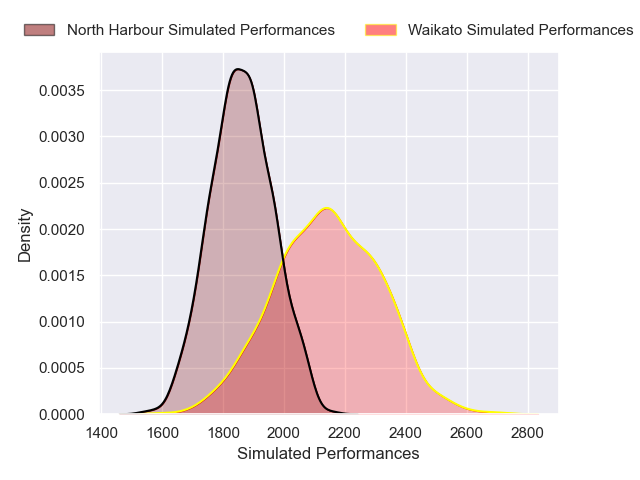 North Harbour Simulated Performances Waikato Simulated Performances
0.0035
0.0030
0.0025
0.0020
0.0015
0.0010
0.0005
0.0000
Density
1400 1600 1800 2000 2200 2400 2600 2800
Simulated Performances